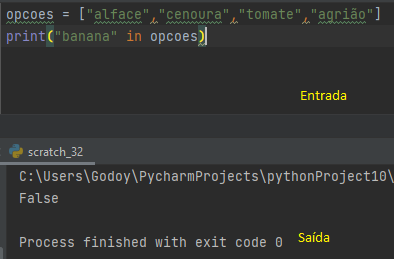 opcoes = ["alface","cenoura","tomate","agrião"]
print("banana" in opcoes)
Entrada
scratch_32
C:\Users\Godoy\PycharmProjects\pythonProject10\
False
Process finished with exit code 0
Saída